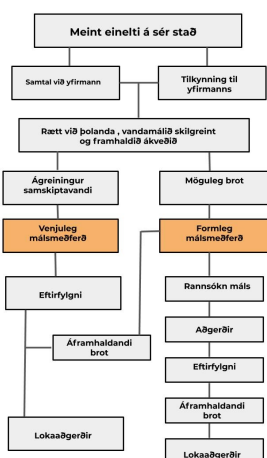 Meint einelti á sér stað
Samtal við yfirmann
Tilkynning til
yfirmanns
Rætt við þolanda , vandamálið skilgreint
og framhaldið ákveðið
Ágreiningur
samskiptavandi
Möguleg brot
Venjuleg
málsmeðferð
Formleg
málsmeðferð
Eftirfylgni
Rannsókn máls
Aðgerðir
Áframhaldandi
brot
Eftirfylgni
Áframhaldandi
brot
Lokaaðgerðir
Lokaaðgerðir